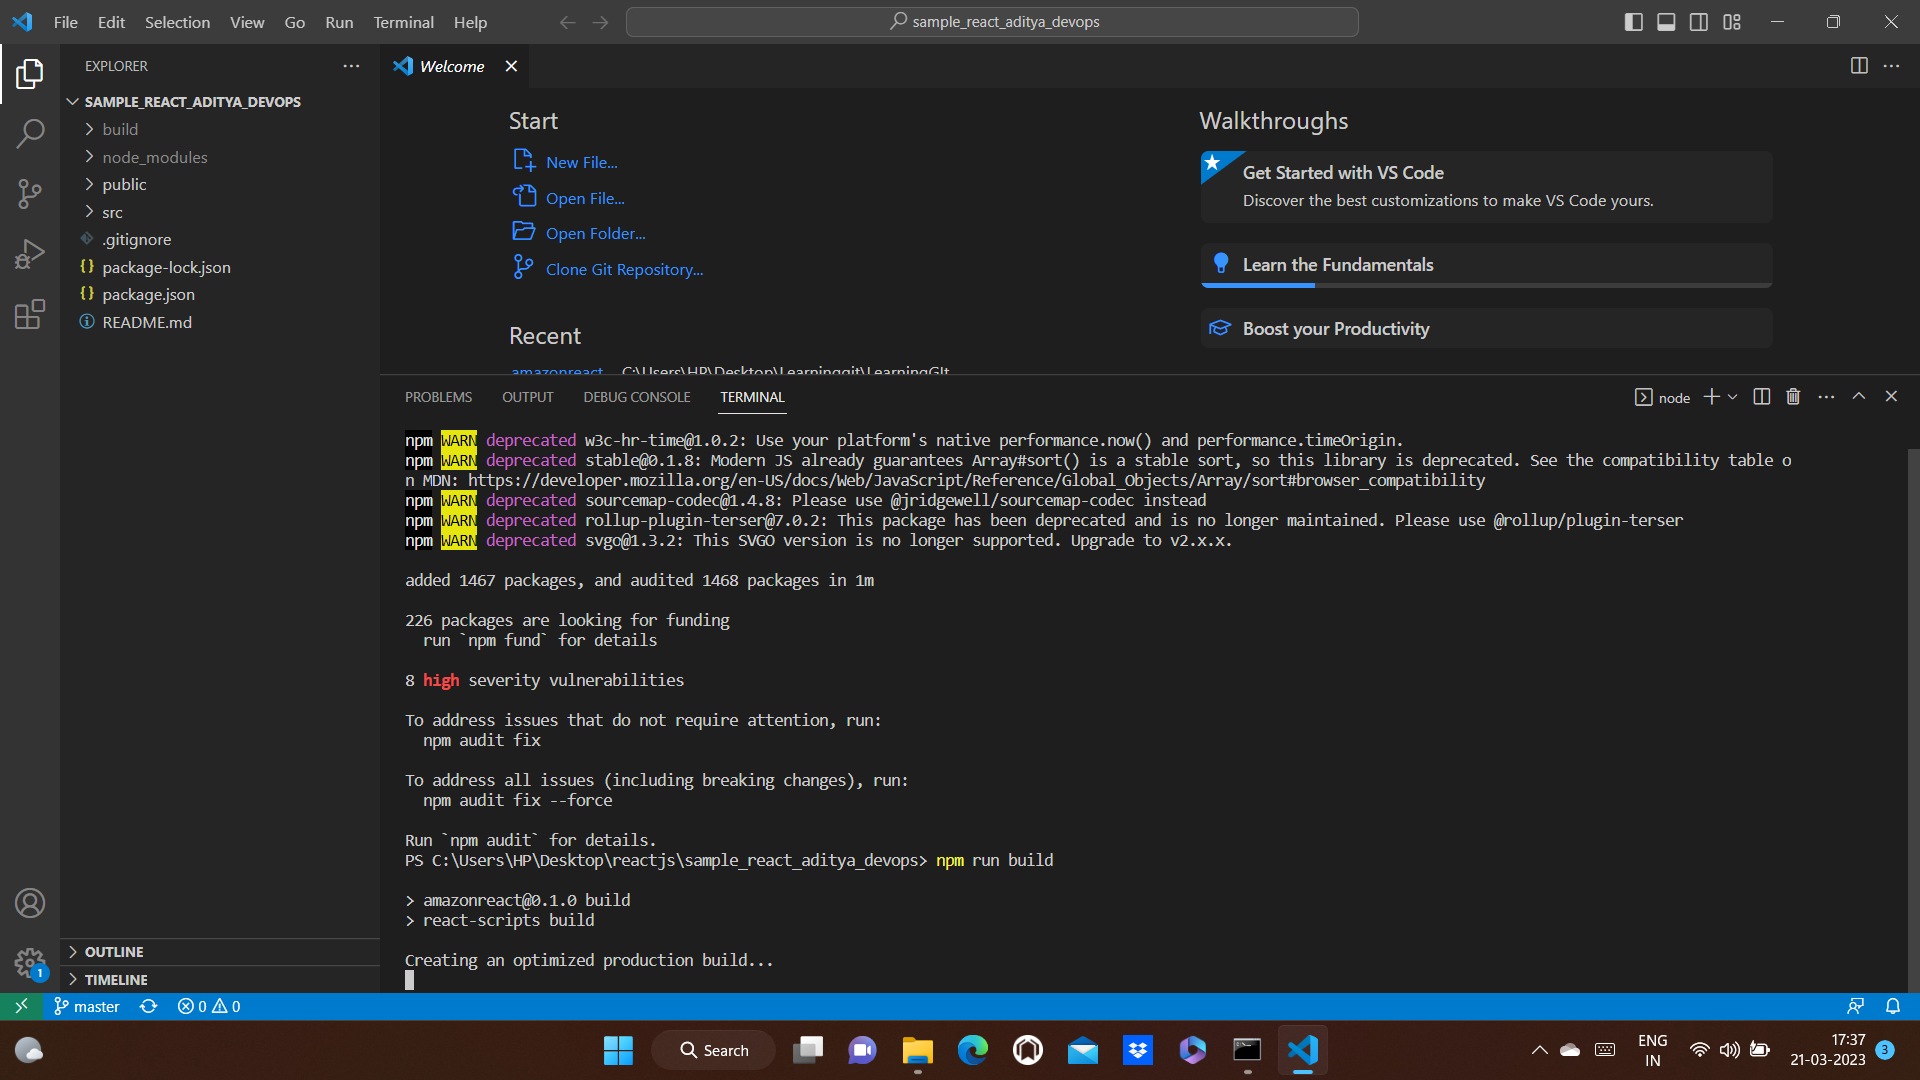 File Edit Selection View Go Run Terminal Help
sample_react_aditya_devops
EXPLORER
SAMPLE_REACT_ADITYA_DEVOPS
build
node_modules
public
src
.gitignore
package-lock.json
package.json
README.md
OUTLINE
TIMELINE
Welcome
Start
New File...
Open File...
Open Folder...
Clone Git Repository...
Recent
amazonreact C:\Users\HP\Desktop\Learninggit\LearningGIt
Walkthroughs
Get Started with VS Code
Discover the best customizations to make VS Code yours.
Learn the Fundamentals
Boost your Productivity
PROBLEMS OUTPUT DEBUG CONSOLE TERMINAL
node
npm WARN deprecated w3c-hr-time@1.0.2: Use your platform's native performance.now() and performance.timeOrigin.
npm WARN deprecated stable@0.1.8: Modern JS already guarantees Array#sort() is a stable sort, so this library is deprecated. See the compatibility table o
n MDN: https://developer.mozilla.org/en-US/docs/Web/JavaScript/Reference/Global_Objects/Array/sort#browser_compatibility
npm WARN deprecated sourcemap-codec@1.4.8: Please use @jridgewell/sourcemap-codec instead
npm WARN deprecated rollup-plugin-terser@7.0.2: This package has been deprecated and is no longer maintained. Please use @rollup/plugin-terser
npm WARN deprecated svgo@1.3.2: This SVGO version is no longer supported. Upgrade to v2.x.x.
added 1467 packages, and audited 1468 packages in 1m
226 packages are looking for funding
run `npm fund` for details
8 high severity vulnerabilities
To address issues that do not require attention, run:
npm audit fix
To address all issues (including breaking changes), run:
npm audit fix --force
Run `npm audit` for details.
PS C:\Users\HP\Desktop\reactjs\sample_react_aditya_devops> npm run build
> amazonreact@0.1.0 build
> react-scripts build
Creating an optimized production build...
1
master 0 0
Search
ENG
IN
17:37
21-03-2023
3